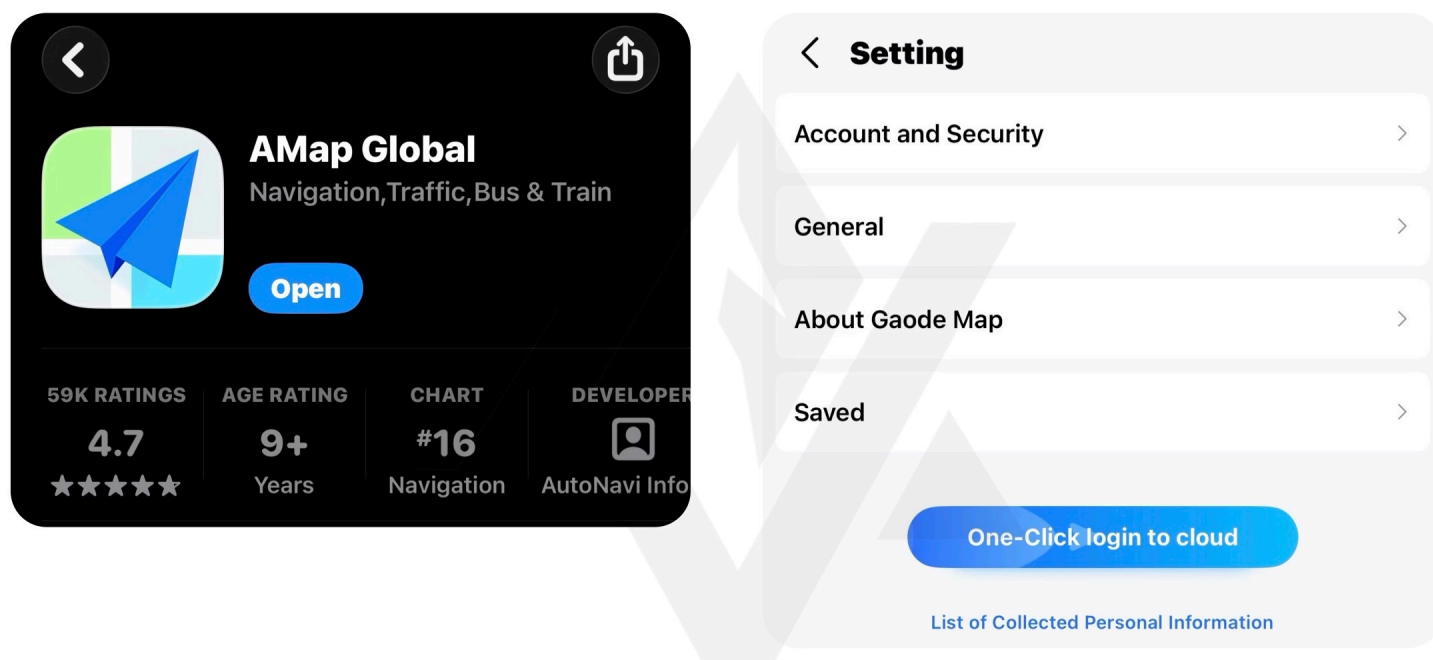 AMap Global
Navigation,Traffic,Bus & Train
Open
59K RATINGS
4.7
AGE RATING
9+
Years
CHART
#16
Navigation
DEVELOPER
AutoNavi Info
Setting
Account and Security
General
About Gaode Map
Saved
One-Click login to cloud
List of Collected Personal Information